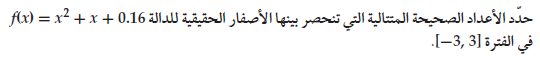 حدّد الأعداد الصحيحة المتتالية التي تنحصر بينها الأصفار الحقيقية للدالة f(x) = x² + x + 0.16
في الفترة [−3, 3].